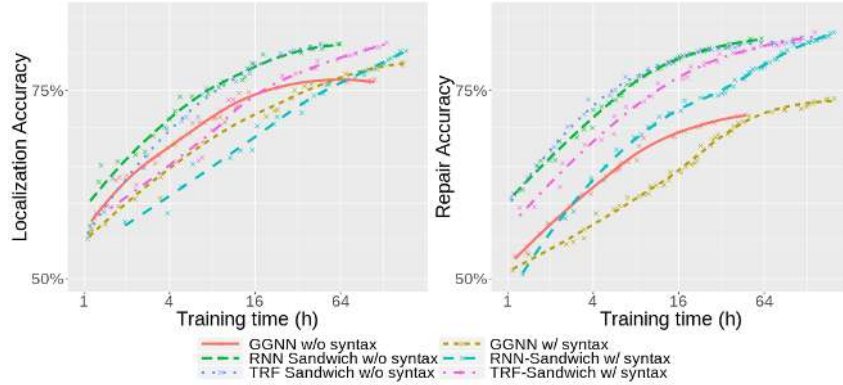 Localization Accuracy
75%
50%
1 4 16 64
Training time (h)
Repair Accuracy
75%
50%
1 4 16 64
Training time (h)
GGNN w/o syntax GGNN w/ syntax
RNN Sandwich w/o syntax RNN-Sandwich w/ syntax
TRF Sandwich w/o syntax TRF-Sandwich w/ syntax